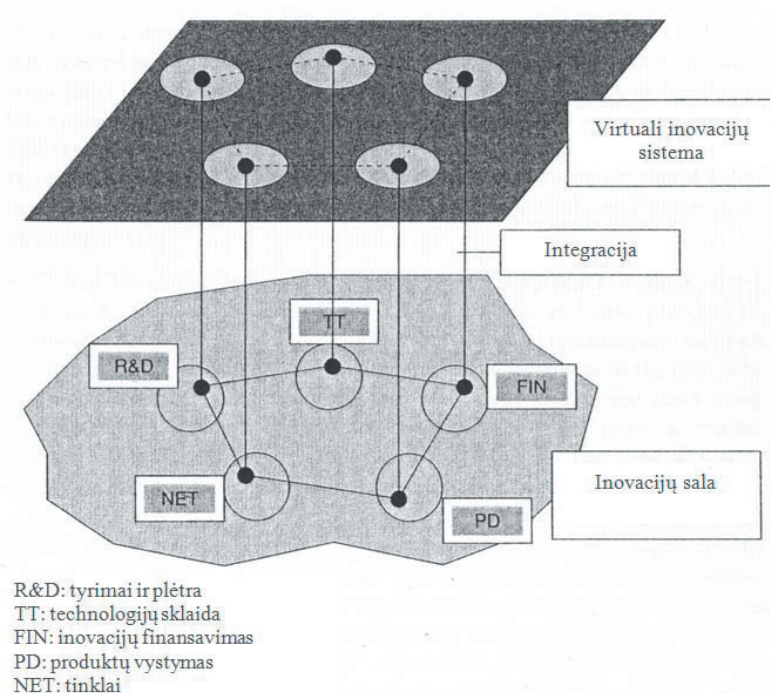 Virtuali inovacijų
sistema
Integracija
TT
R&D
FIN
Inovacijų sala
NET
PD
R&D: tyrimai ir plėtra
TT: technologijų sklaida
FIN: inovacijų finansavimas
PD: produktų vystymas
NET: tinklai